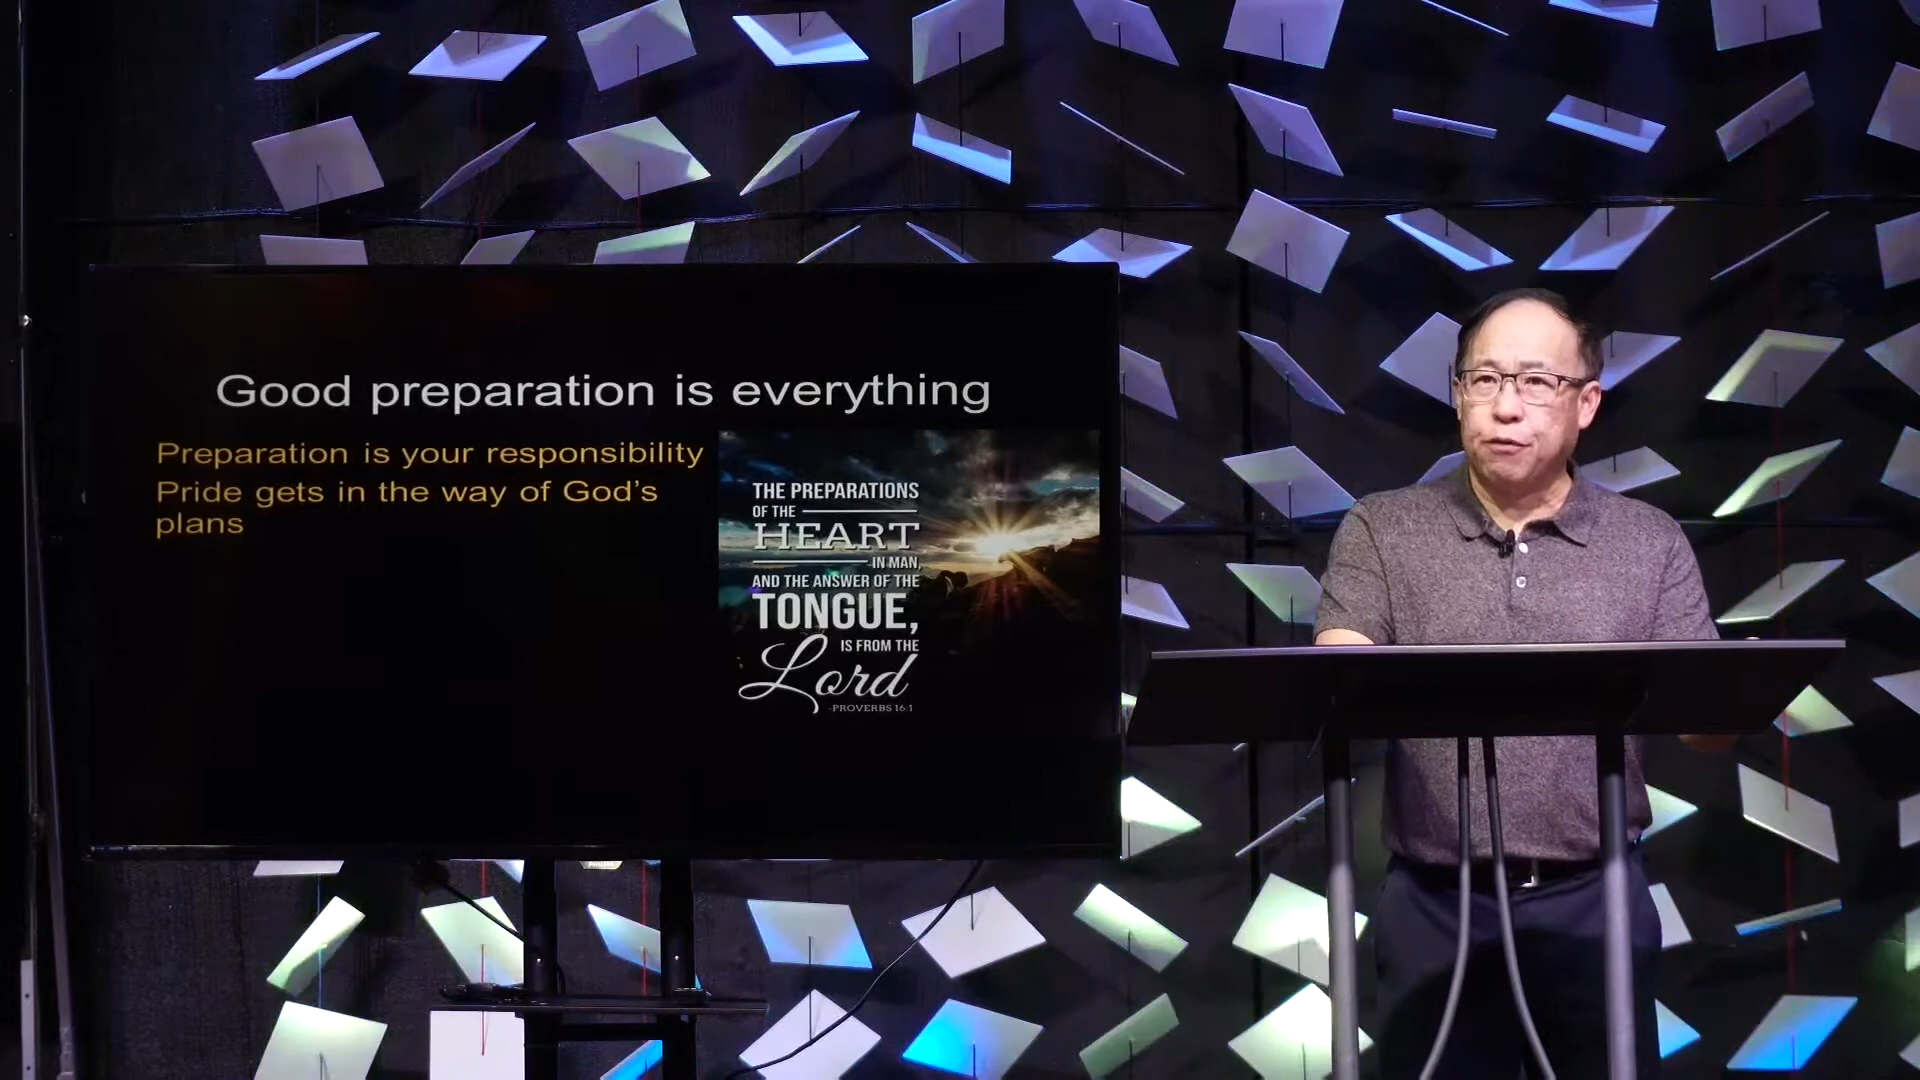 Good preparation is everything
Preparation is your responsibility
Pride gets in the way of God's
plans
THE PREPARATIONS
OF THE
HEART
IN MAN,
AND THE ANSWER OF THE
TONGUE,
IS FROM THE
Lord
-PROVERBS 16:1